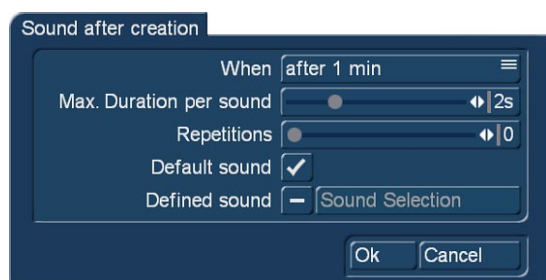 Sound after creation
When after 1 min
Max. Duration per sound 2s
Repetitions 0
Default sound
Defined sound Sound Selection
Ok Cancel